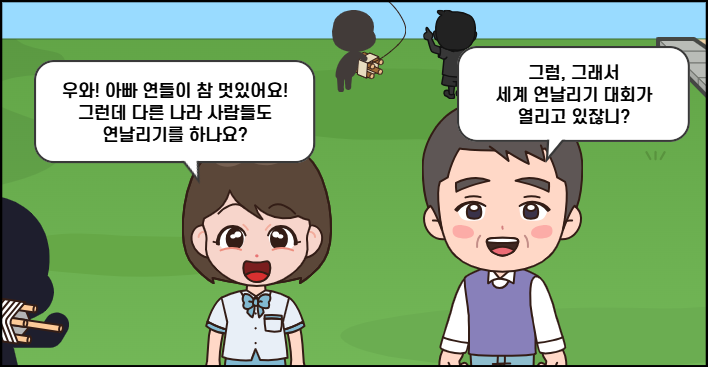 우와! 아빠 연들이 참 멋있어요!
그런데 다른 나라 사람들도
연날리기를 하나요?
그럼, 그래서
세계 연날리기 대회가
열리고 있잖니?